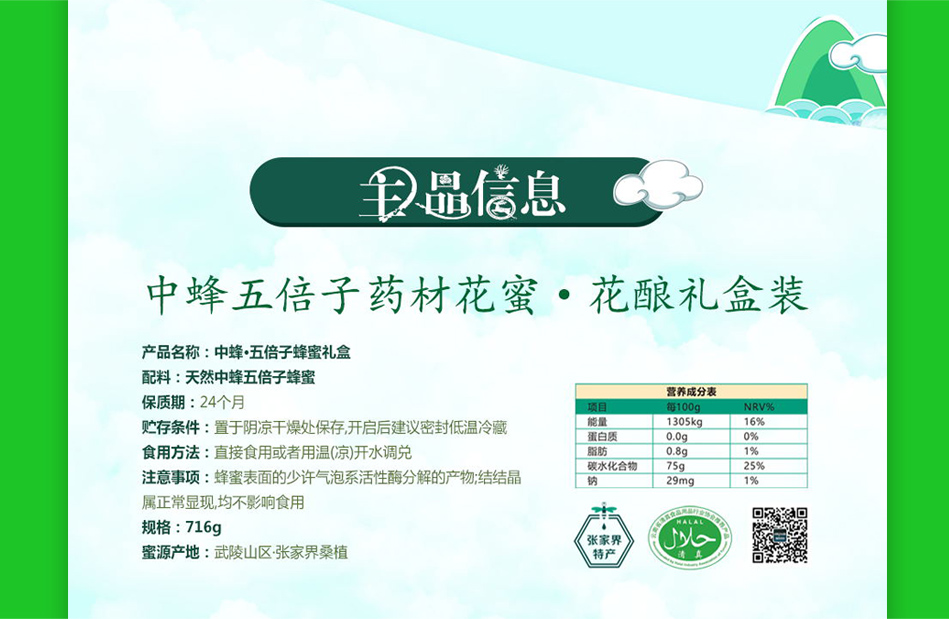 主晶信息
中蜂五倍子药材花蜜·花酿礼盒装
产品名称：中蜂·五倍子蜂蜜礼盒
配料：天然中蜂五倍子蜂蜜
保质期：24个月
贮存条件：置于阴凉干燥处保存,开启后建议密封低温冷藏
食用方法：直接食用或者用温(凉)开水调兑
注意事项：蜂蜜表面的少许气泡系活性酶分解的产物;结结晶
属正常显现,均不影响食用
规格：716g
蜜源产地：武陵山区·张家界桑植
营养成分表
项目 每100g NRV%
能量 1305kg 16%
蛋白质 0.0g 0%
脂肪 0.8g 1%
碳水化合物 75g 25%
钠 29mg 1%
张家界
特产
HALAL
حلال
清真